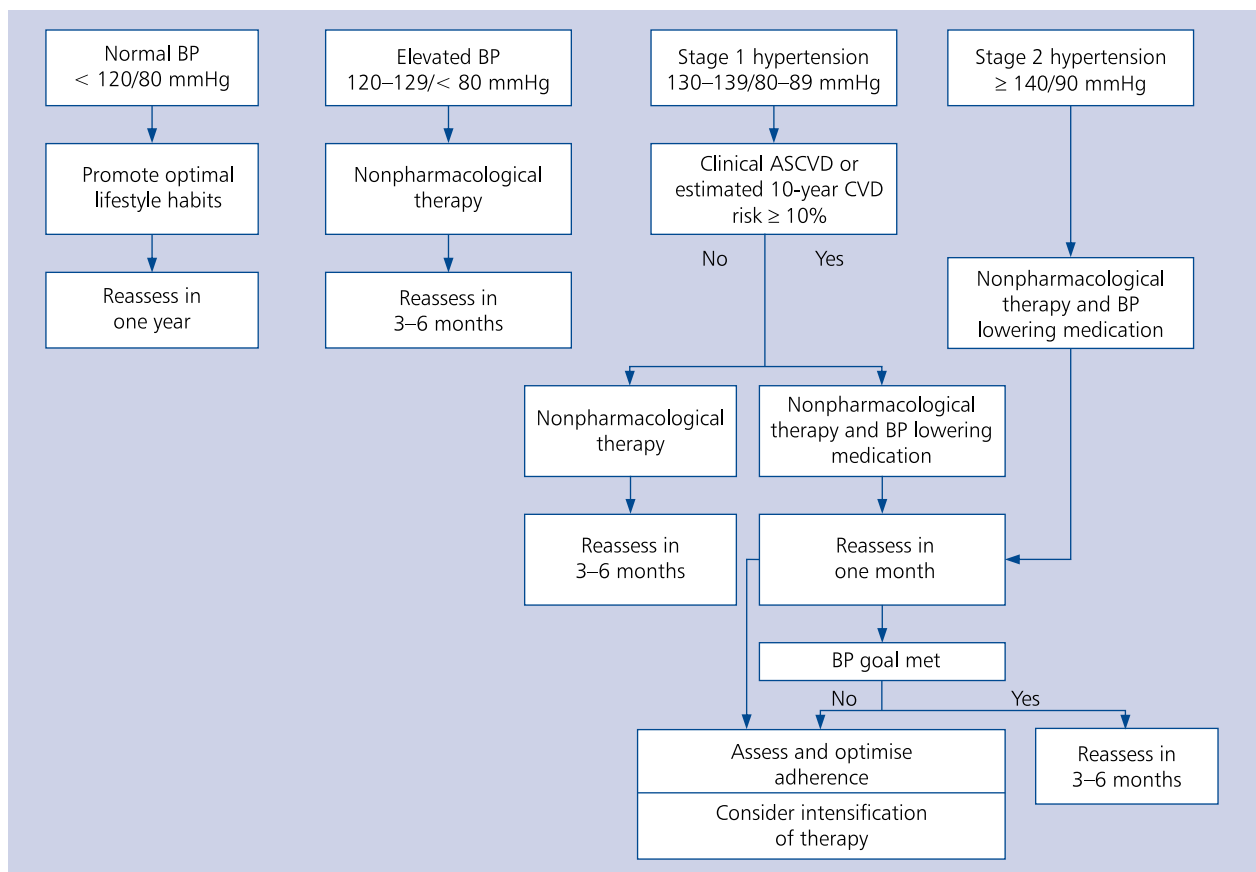 Normal BP
< 120/80 mmHg
Elevated BP
120–129/< 80 mmHg
Stage 1 hypertension
130–139/80–89 mmHg
Stage 2 hypertension
≥ 140/90 mmHg
Promote optimal
lifestyle habits
Nonpharmacological
therapy
Clinical ASCVD or
estimated 10-year CVD
risk ≥ 10%
No
Yes
Reassess in
one year
Reassess in
3–6 months
Nonpharmacological
therapy and BP
lowering medication
Nonpharmacological
therapy
Nonpharmacological
therapy and BP lowering
medication
Reassess in
3–6 months
Reassess in
one month
BP goal met
No
Yes
Assess and optimise
adherence
Consider intensification
of therapy
Reassess in
3–6 months